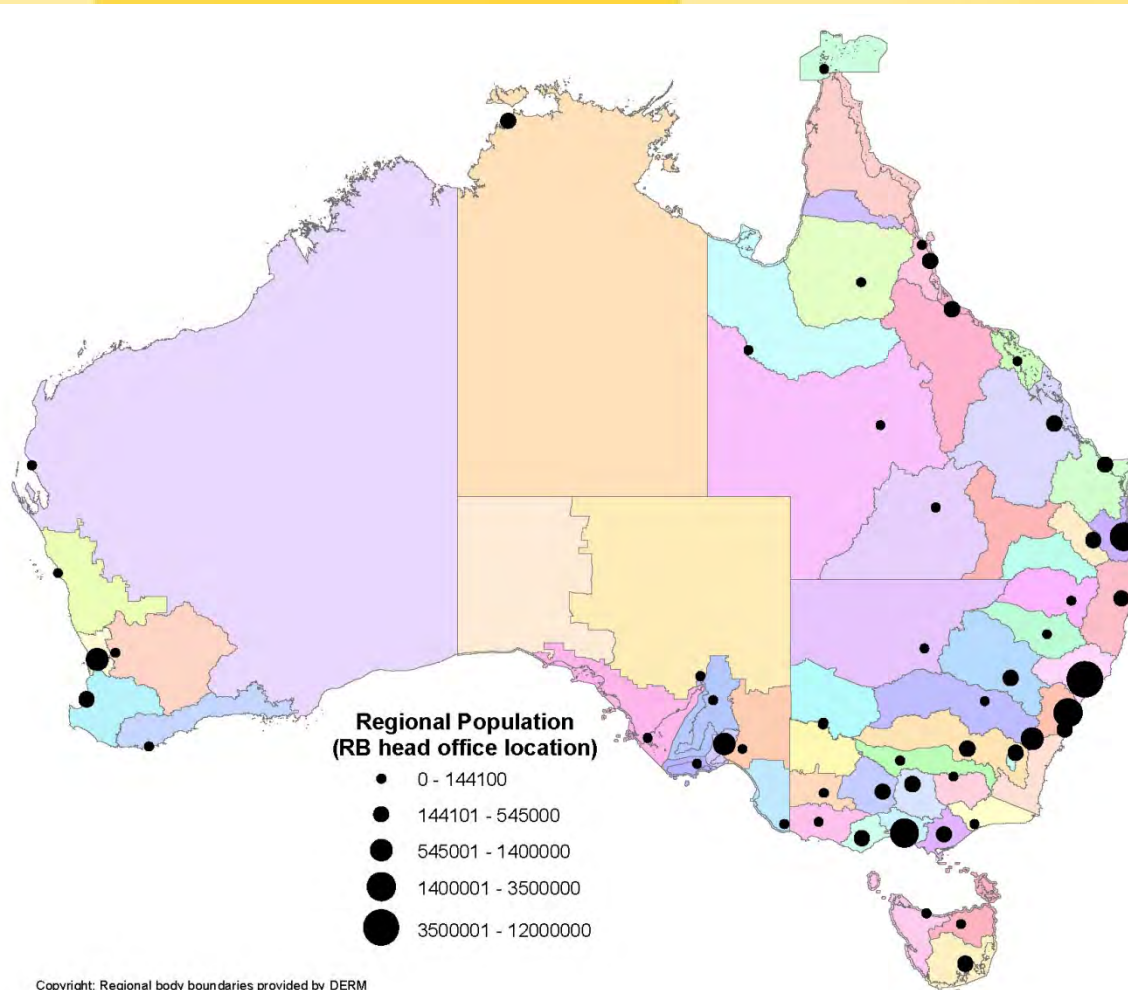 Regional Population
(RB head office location)
0 - 144100
144101 - 545000
545001 - 1400000
1400001 - 3500000
3500001 - 12000000
Copyright: Regional body boundaries provided by DERM